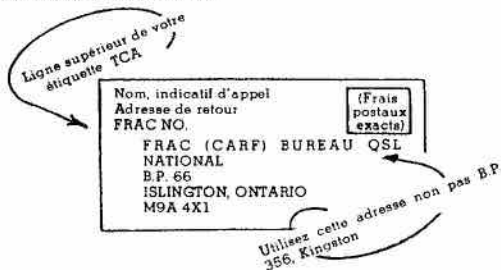 Ligne supérieur de votre
étiquette TCA
Nom, indicatif d'appel
Adresse de retour
FRAC NO.
(Frais
postaux
exacts)
FRAC (CARF) BUREAU QSL
NATIONAL
B.P. 66
ISLINGTON, ONTARIO
M9A 4X1
Utilisez cette adresse non pas B.P.
356, Kingston